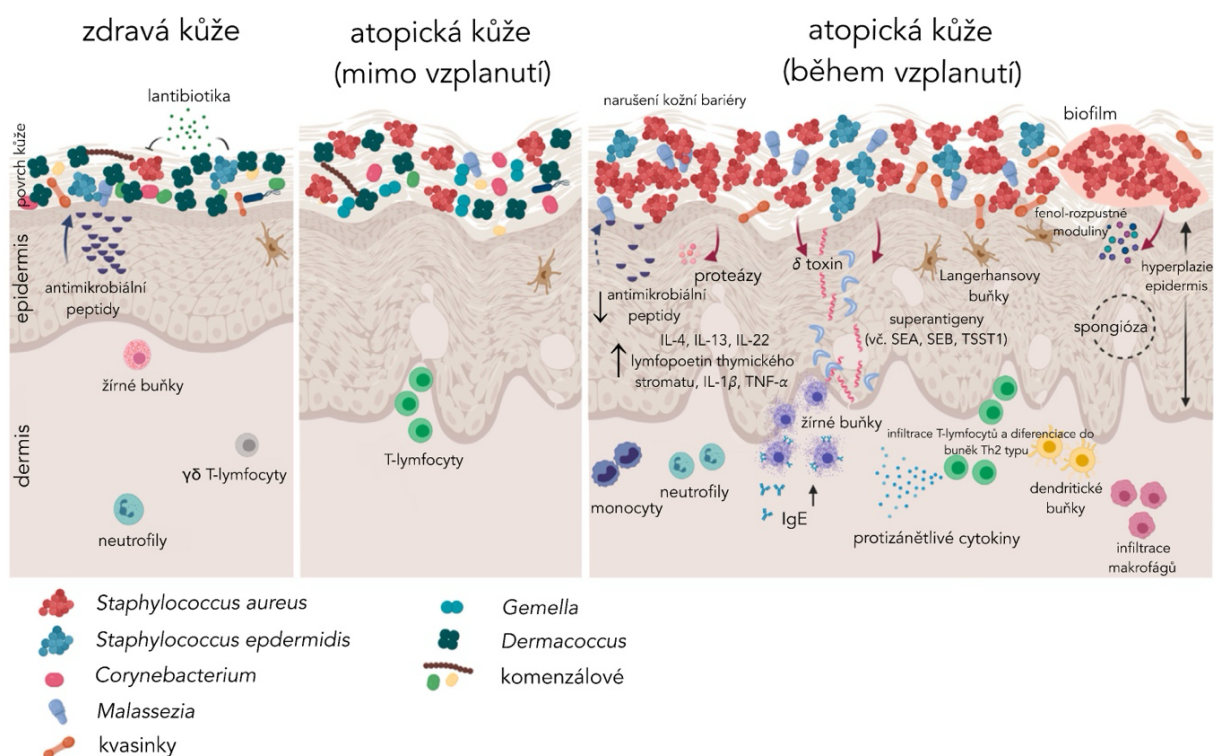 zdravá kůže
atopická kůže
(mimo vzplanutí)
atopická kůže
(během vzplanutí)
lantibiotika
povrch kůže
epidermis
dermis
antimikrobiální
peptidy
žírné buňky
γδ T-lymfocyty
neutrofily
T-lymfocyty
narušení kožní bariéry
biofilm
fenol-rozpustné
moduliny
proteázy
δ toxin
Langerhansovy
buňky
hyperplazie
epidermis
antimikrobiální
peptidy
superantigeny
(vč. SEA, SEB, TSST1)
spongióza
IL-4, IL-13, IL-22
lymfopoetin thymického
stromatu, IL-1β, TNF-α
žírné buňky
infiltrace T-lymfocytů a diferenciace do
buněk Th2 typu
monocyty
neutrofily
IgE
protizánětlivé cytokiny
dendritické
buňky
infiltrace
makrofágů
Staphylococcus aureus
Staphylococcus epdermidis
Corynebacterium
Malassezia
kvasinky
Gemella
Dermacoccus
komenzálové